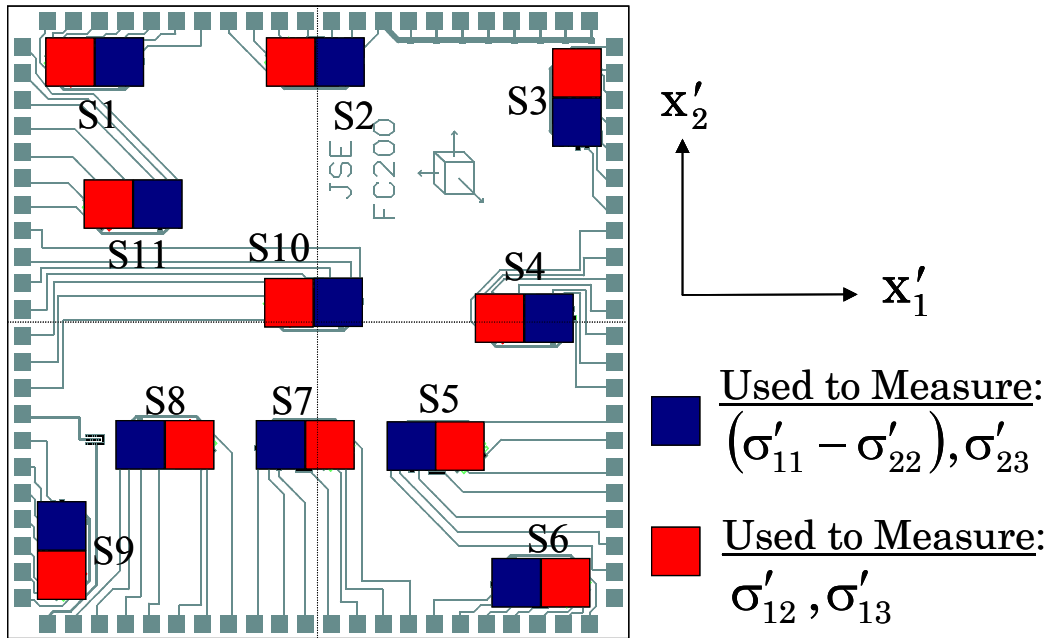 S1
S2
S3
JSE
FC200
S11
S10
S4
S8
S7
S5
S9
S6
x′₂
x′₁
Used to Measure:
(σ′₁₁ − σ′₂₂), σ′₂₃
Used to Measure:
σ′₁₂ , σ′₁₃